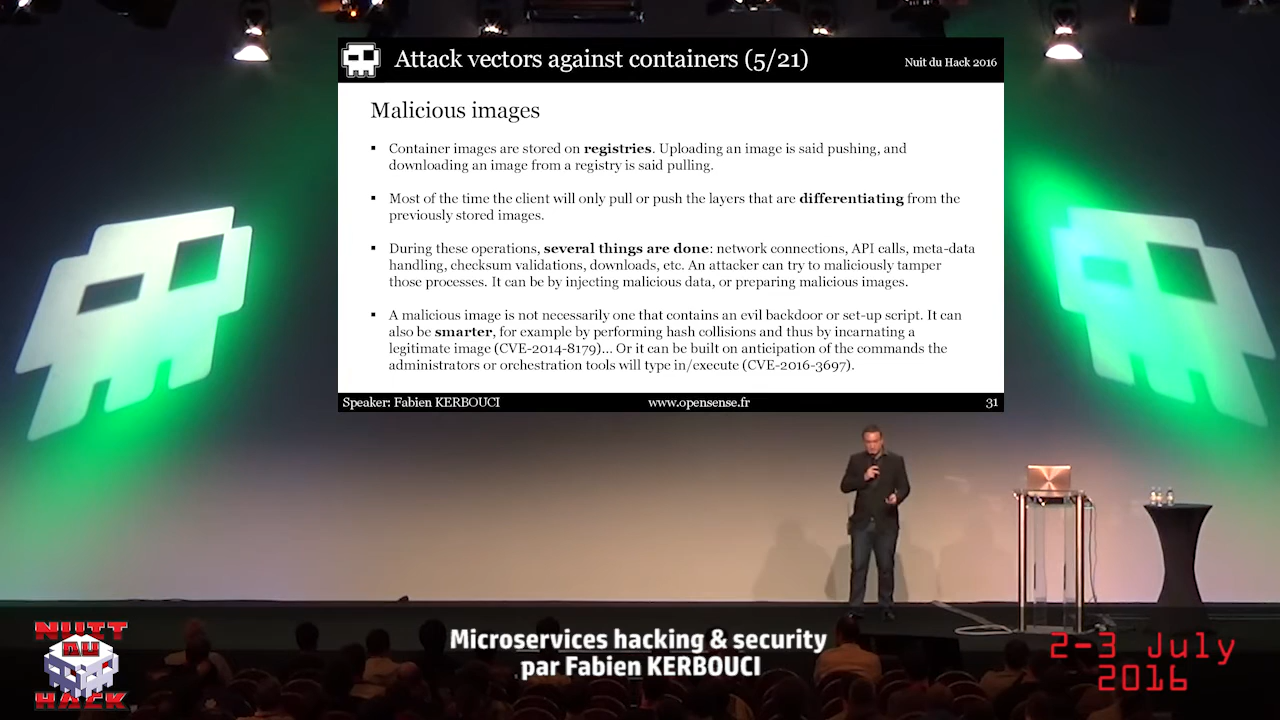 Attack vectors against containers (5/21)
Nuit du Hack 2016
Malicious images
▪ Container images are stored on registries. Uploading an image is said pushing, and
downloading an image from a registry is said pulling.
▪ Most of the time the client will only pull or push the layers that are differentiating from the
previously stored images.
▪ During these operations, several things are done: network connections, API calls, meta-data
handling, checksum validations, downloads, etc. An attacker can try to maliciously tamper
those processes. It can be by injecting malicious data, or preparing malicious images.
▪ A malicious image is not necessarily one that contains an evil backdoor or set-up script. It can
also be smarter, for example by performing hash collisions and thus by incarnating a
legitimate image (CVE-2014-8179)... Or it can be built on anticipation of the commands the
administrators or orchestration tools will type in/execute (CVE-2016-3697).
Speaker: Fabien KERBOUCI
www.opensense.fr
31
NUIT
DU
HACK
Microservices hacking & security
par Fabien KERBOUCI
2-3 July
2016